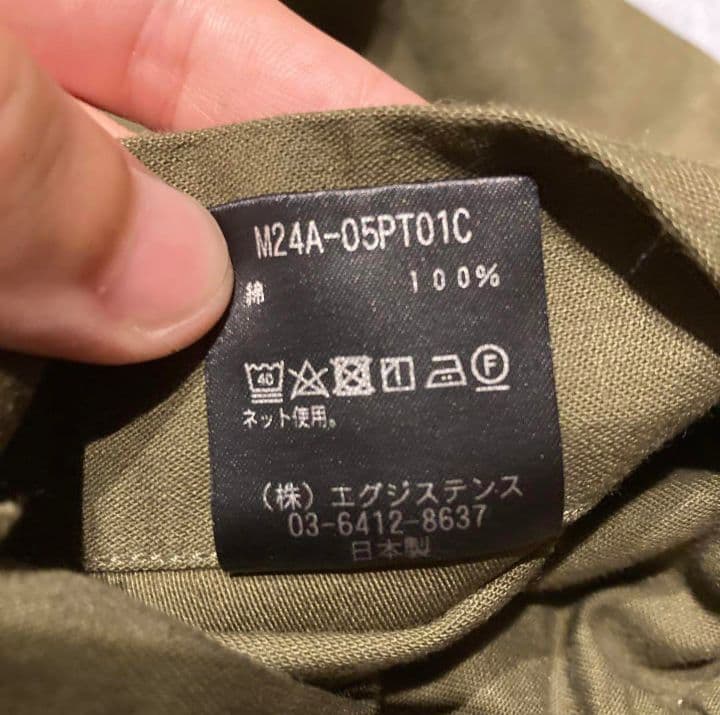 M24A-05PT01C
綿 100%
40 F
ネット使用。
(株) エグジステンス
03-6412-8637
日本製